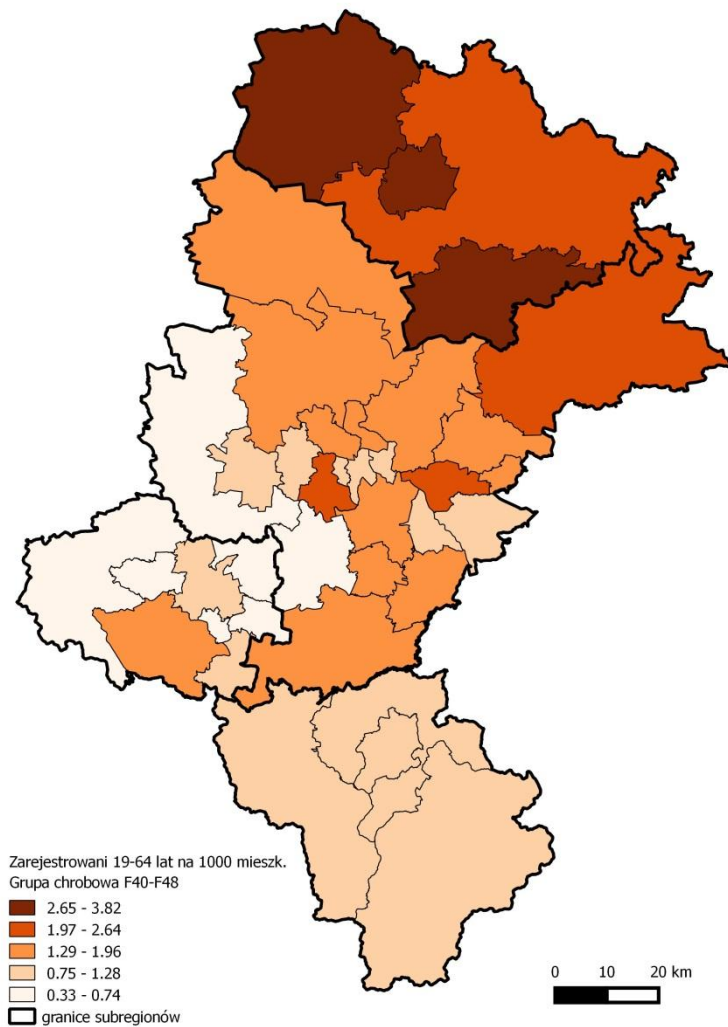 Zarejestrowani 19-64 lat na 1000 mieszk.
Grupa chrobowa F40-F48
2.65 - 3.82
1.97 - 2.64
1.29 - 1.96
0.75 - 1.28
0.33 - 0.74
granice subregionów
0 10 20 km